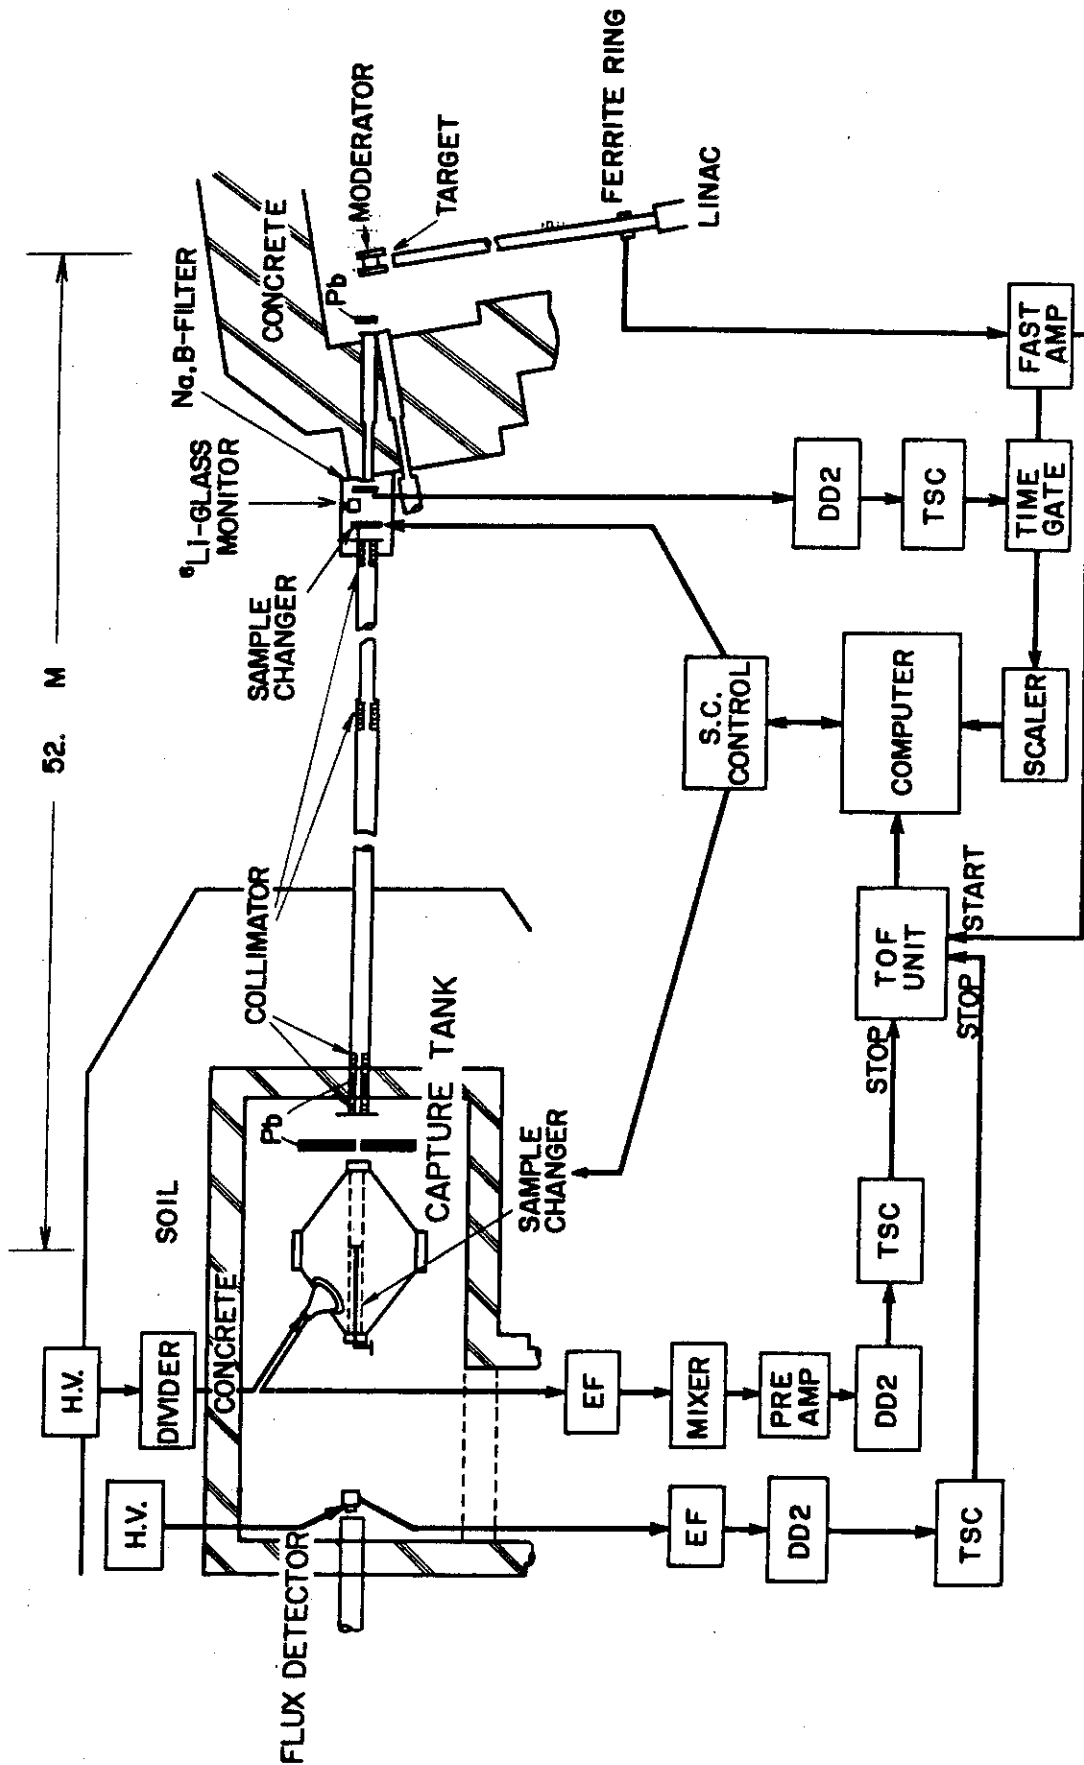 52. M
Na, B-FILTER
⁶Li-GLASS
MONITOR
SAMPLE
CHANGER
CONCRETE
MODERATOR
Pb
TARGET
FERRITE RING
LINAC
COLLIMATOR
SOIL
Pb
CAPTURE TANK
SAMPLE
CHANGER
CONCRETE
H.V.
DIVIDER
H.V.
FLUX DETECTOR
S.C.
CONTROL
DD2
TSC
TIME
GATE
FAST
AMP
COMPUTER
SCALER
TOF
UNIT
START
STOP
STOP
EF
MIXER
PRE
AMP
DD2
TSC
EF
DD2
TSC